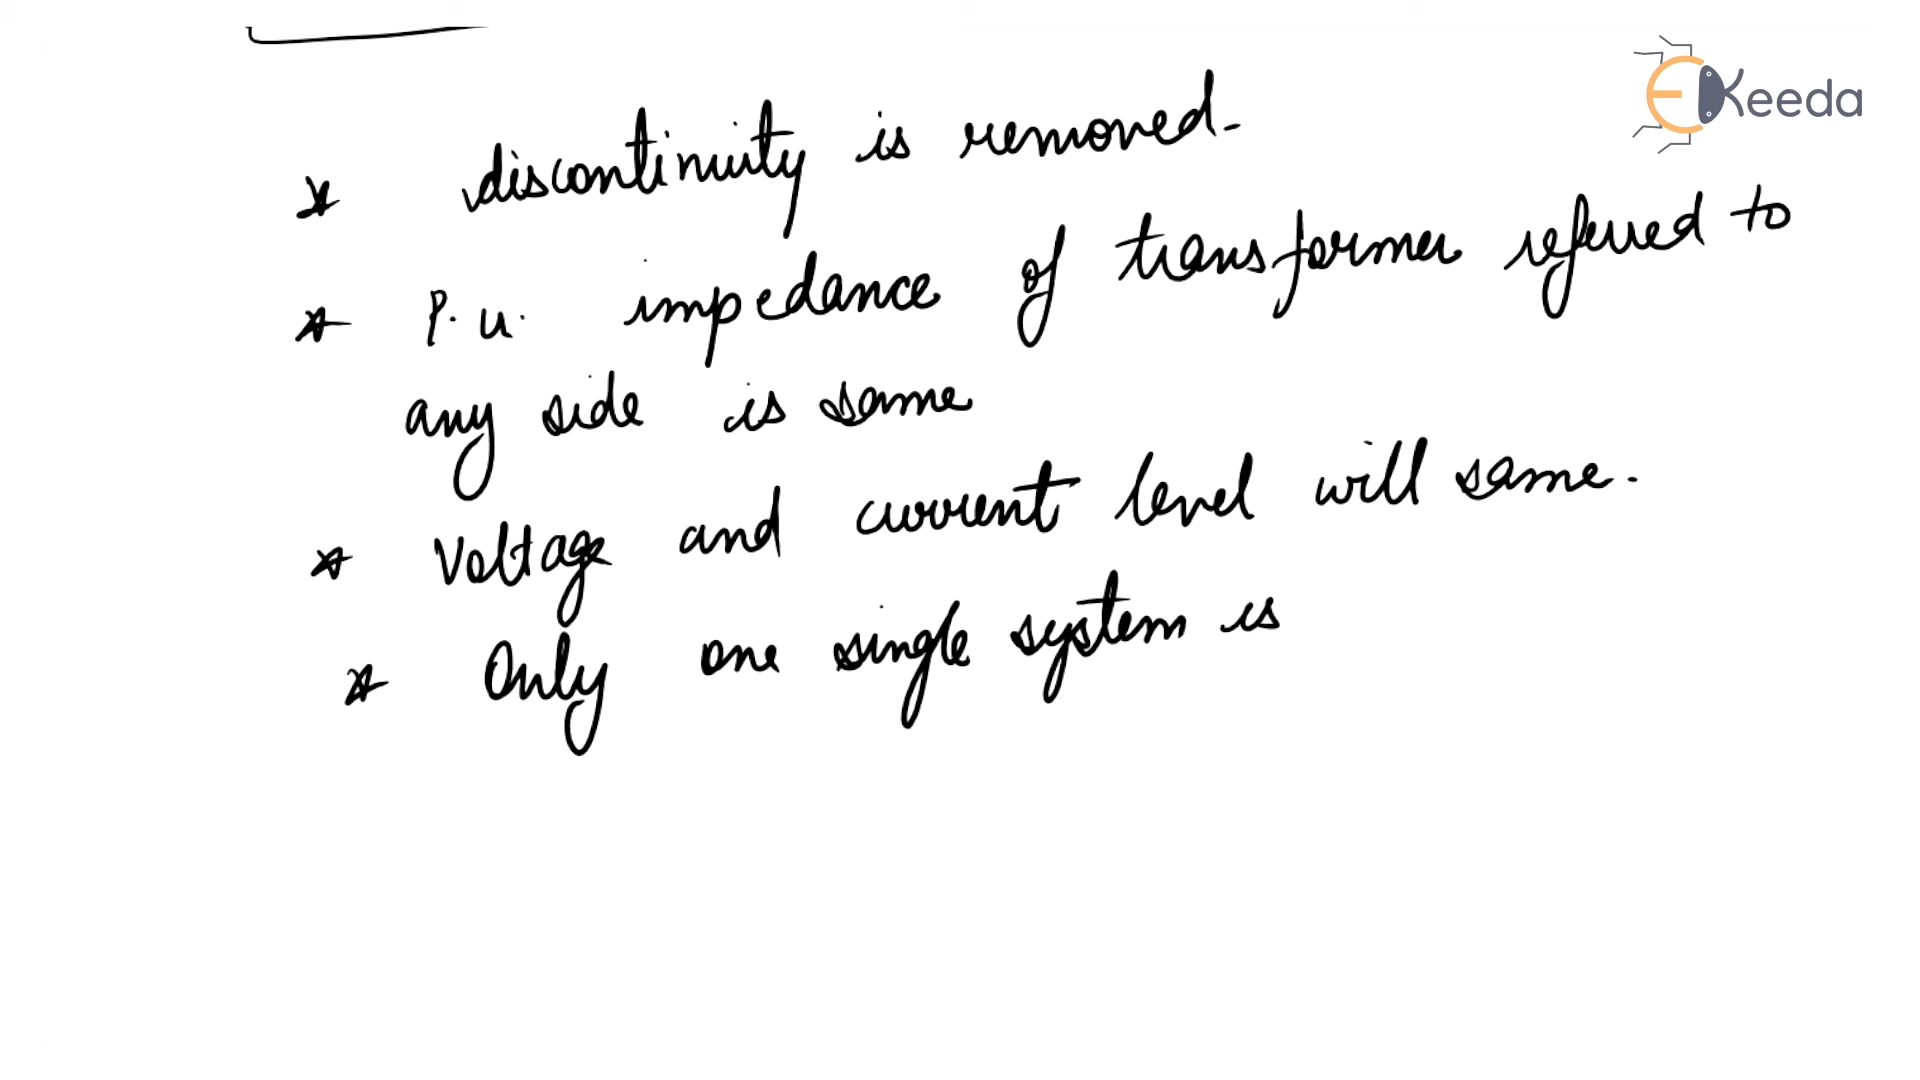 EKeeda
* discontinuity is removed.
* P.u. impedance of transformer referred to
any side is same
* Voltage and current level will same.
* Only one single system is